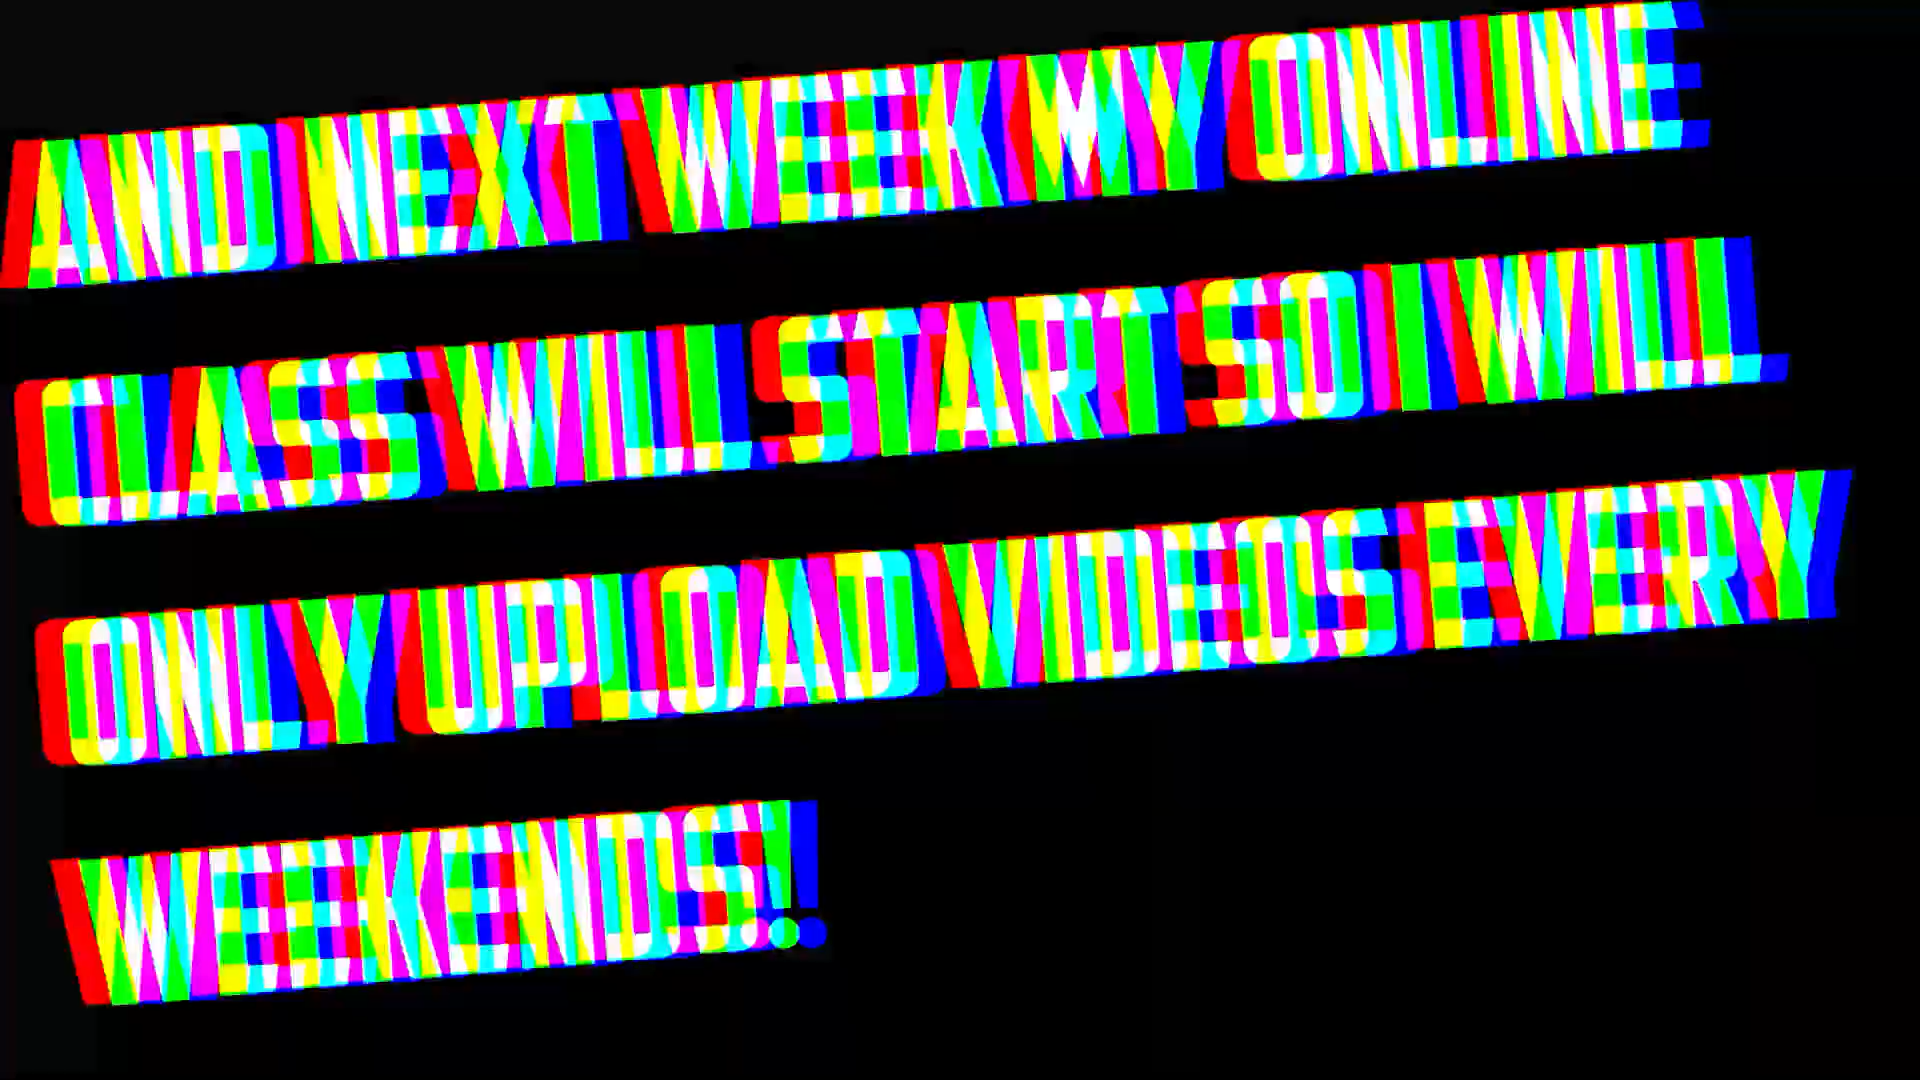 AND NEXT WEEK MY ONLINE
CLASS WILL START SO I WILL
ONLY UPLOAD VIDEOS EVERY
WEEKENDS!